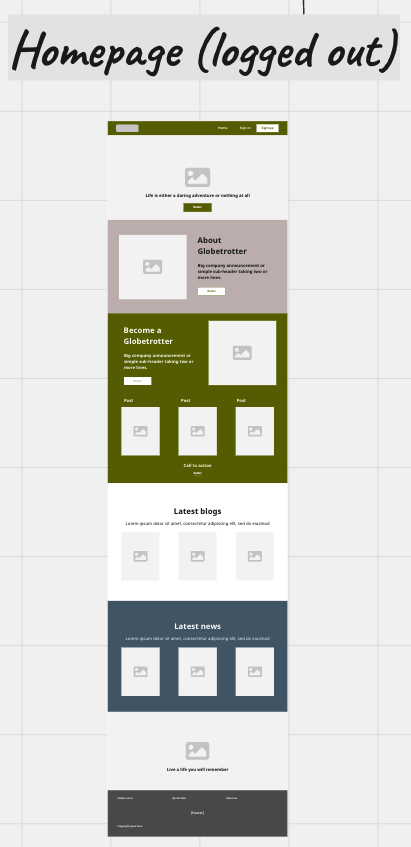 Homepage (logged out)
Home Sign in Sign up
Life is either a daring adventure or nothing at all
Button
About
Globetrotter
Big company announcement or
simple sub-header taking two or
more lines.
Button
Become a
Globetrotter
Big company announcement or
simple sub-header taking two or
more lines.
Button
Post Post Post
Call to action
Button
Latest blogs
Lorem ipsum dolor sit amet, consectetur adipiscing elit, sed do eiusmod
Latest news
Lorem ipsum dolor sit amet, consectetur adipiscing elit, sed do eiusmod
Live a life you will remember
[Footer]